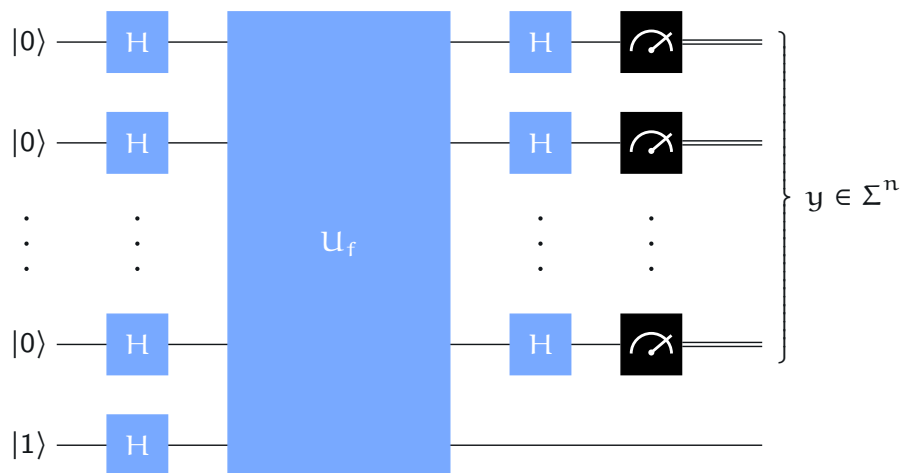 |0⟩ H H
|0⟩ H H
U_f
y ∈ Σⁿ
|0⟩ H H
|1⟩ H